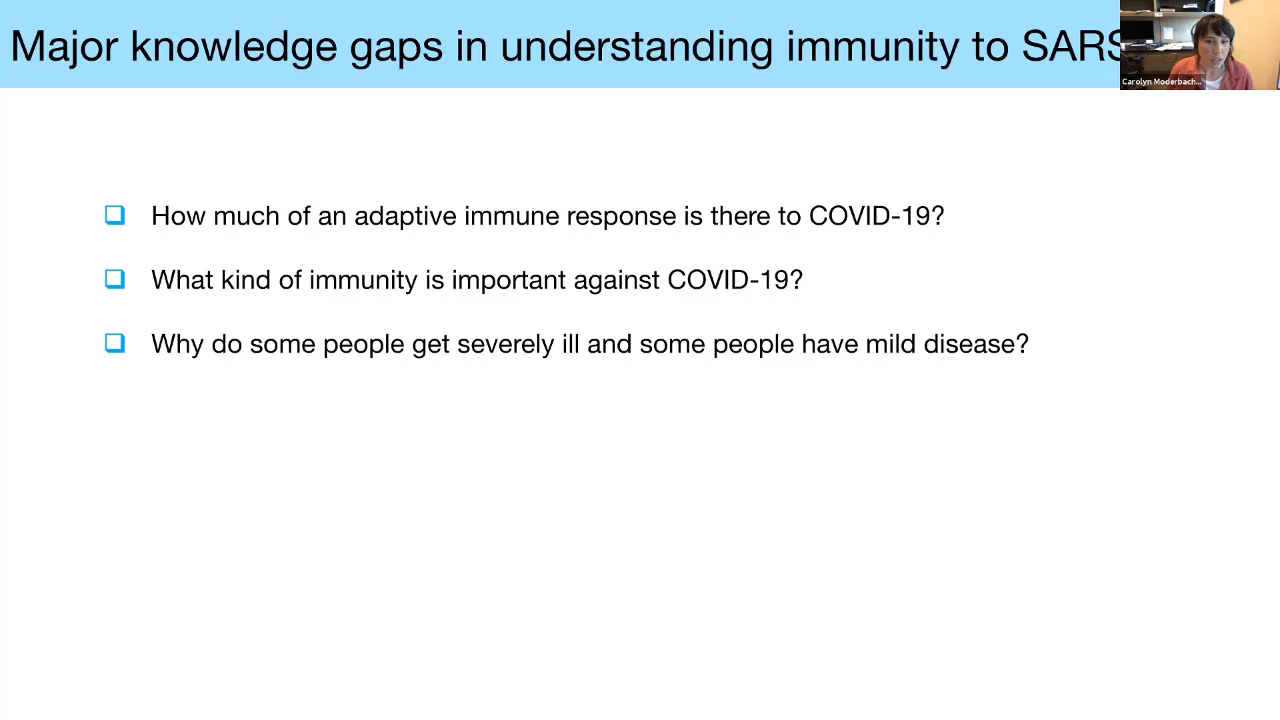 Major knowledge gaps in understanding immunity to SARS
Carolyn Moderbach...
How much of an adaptive immune response is there to COVID-19?
What kind of immunity is important against COVID-19?
Why do some people get severely ill and some people have mild disease?